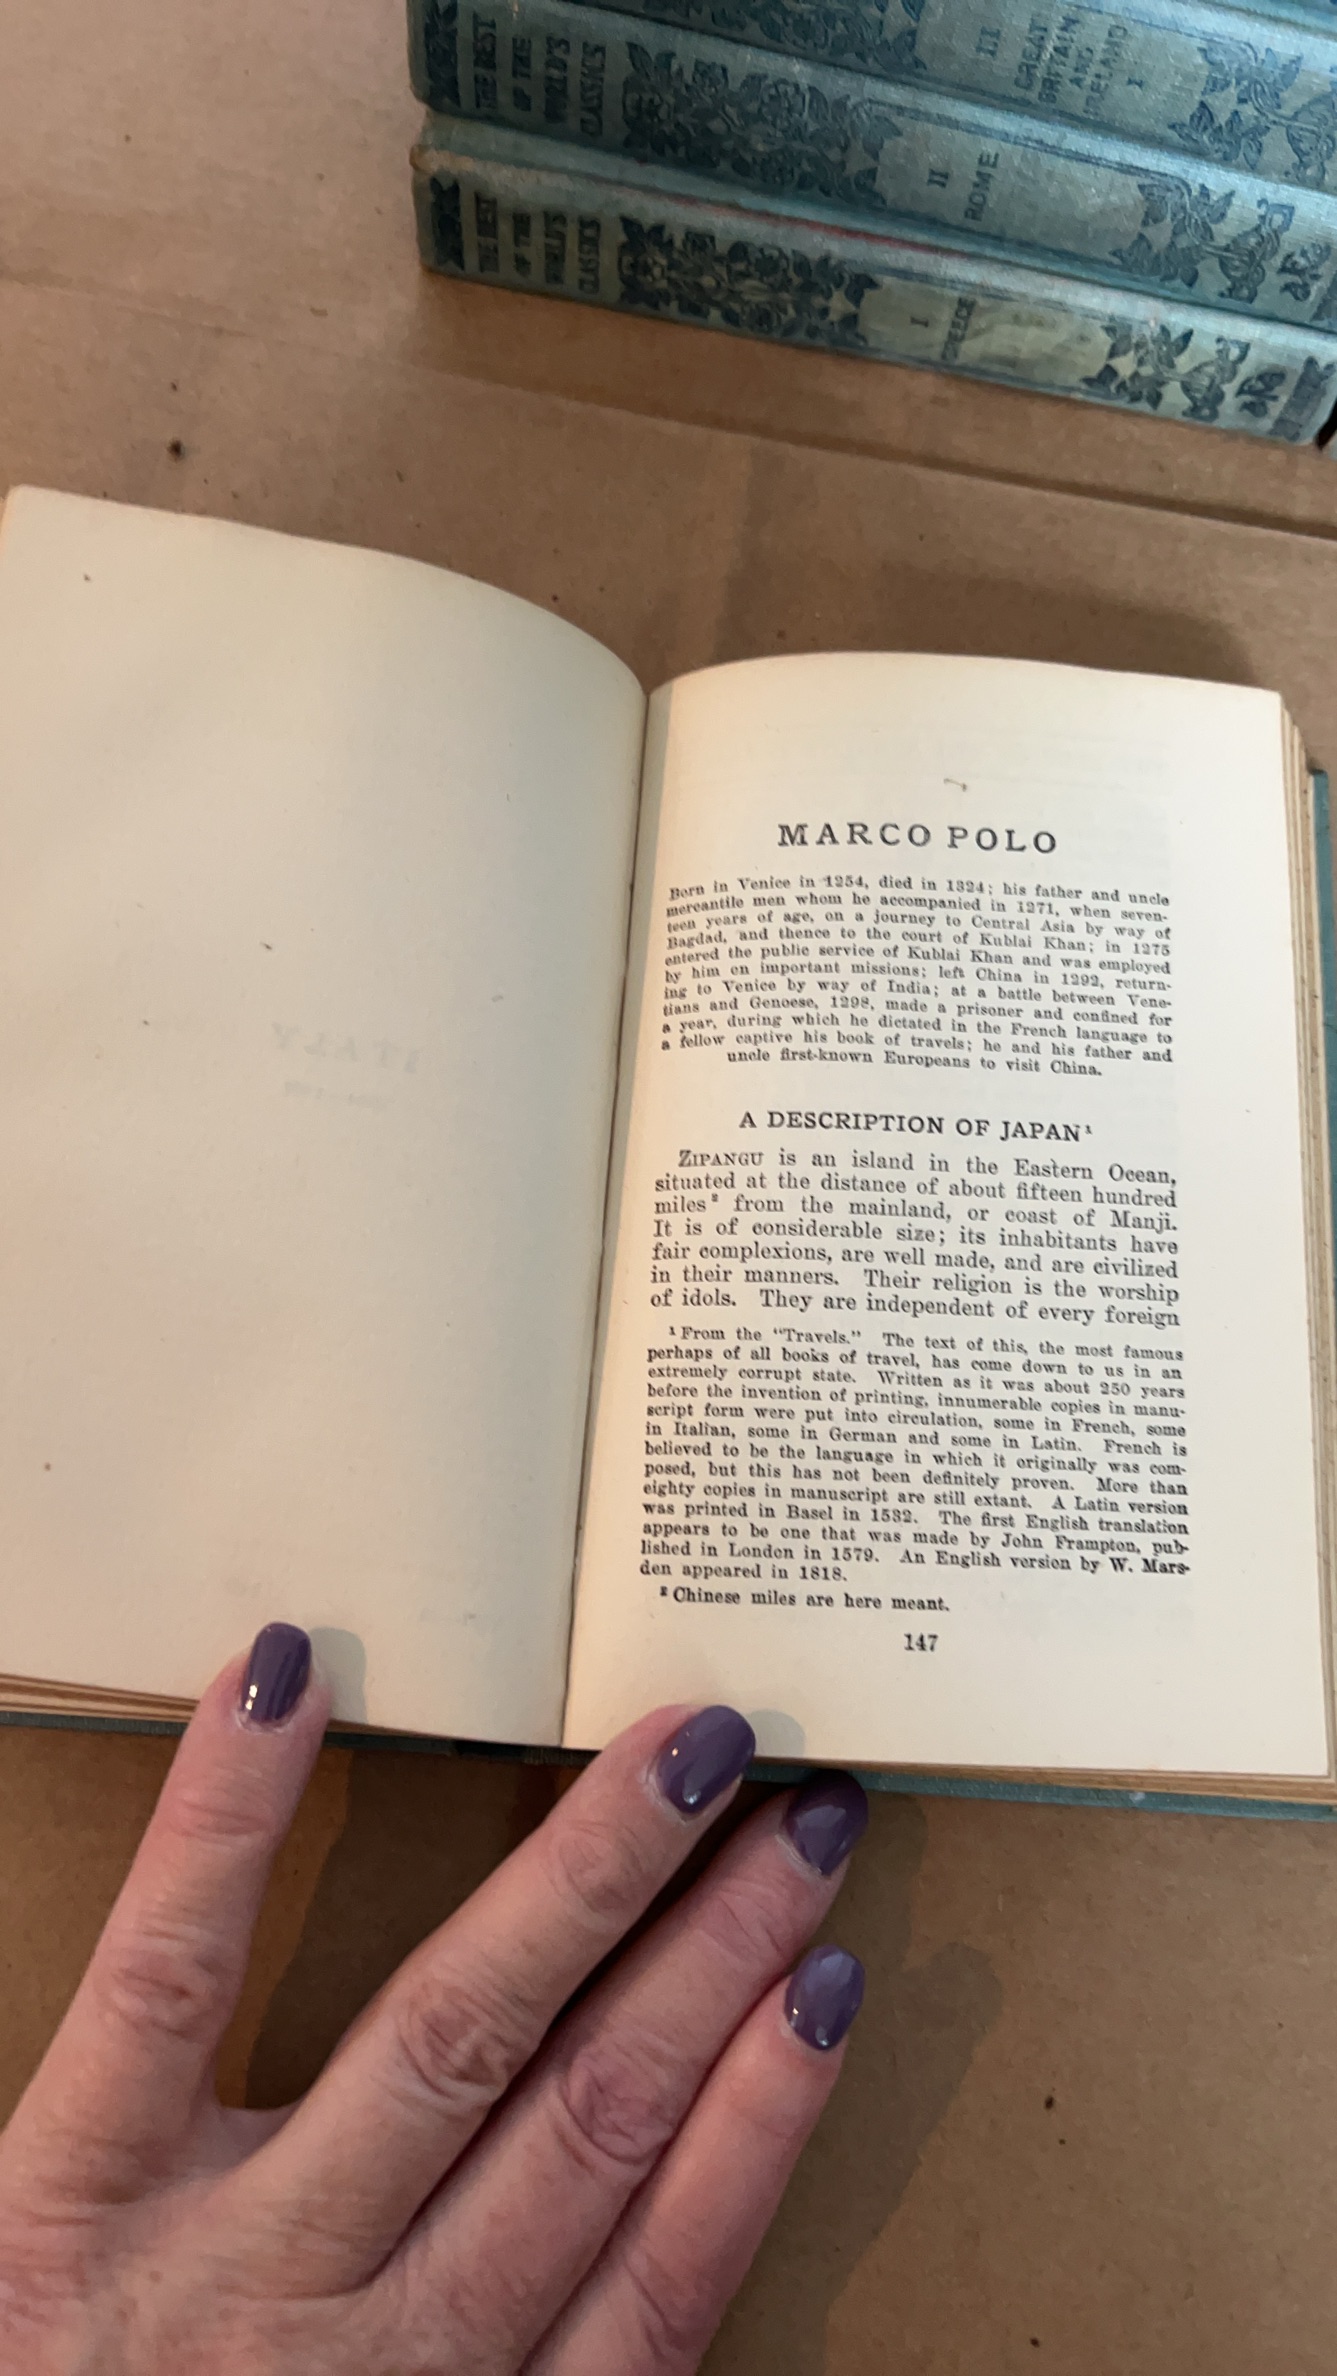 THE BEST
OF THE
WORLD'S
CLASSICS
III
GREAT
BRITAIN
AND
IRELAND
I
THE BEST
OF THE
WORLD'S
CLASSICS
II
ROME
I
GREECE
ITALY
MARCO POLO
Born in Venice in 1254, died in 1324; his father and uncle
mercantile men whom he accompanied in 1271, when seven-
teen years of age, on a journey to Central Asia by way of
Bagdad, and thence to the court of Kublai Khan; in 1275
entered the public service of Kublai Khan and was employed
by him on important missions; left China in 1292, return-
ing to Venice by way of India; at a battle between Vene-
tians and Genoese, 1298, made a prisoner and confined for
a year, during which he dictated in the French language to
a fellow captive his book of travels; he and his father and
uncle first-known Europeans to visit China.
A DESCRIPTION OF JAPAN¹
ZIPANGU is an island in the Eastern Ocean,
situated at the distance of about fifteen hundred
miles² from the mainland, or coast of Manji.
It is of considerable size; its inhabitants have
fair complexions, are well made, and are civilized
in their manners. Their religion is the worship
of idols. They are independent of every foreign
¹ From the "Travels." The text of this, the most famous
perhaps of all books of travel, has come down to us in an
extremely corrupt state. Written as it was about 250 years
before the invention of printing, innumerable copies in manu-
script form were put into circulation, some in French, some
in Italian, some in German and some in Latin. French is
believed to be the language in which it originally was com-
posed, but this has not been definitely proven. More than
eighty copies in manuscript are still extant. A Latin version
was printed in Basel in 1532. The first English translation
appears to be one that was made by John Frampton, pub-
lished in London in 1579. An English version by W. Mars-
den appeared in 1818.
² Chinese miles are here meant.
147